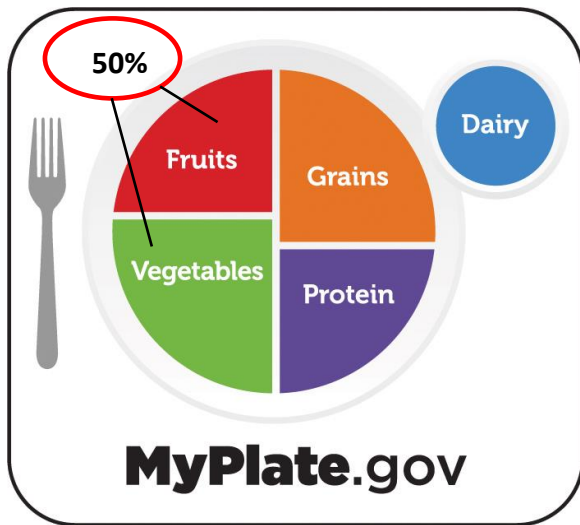 50%
Fruits
Grains
Dairy
Vegetables
Protein
MyPlate.gov